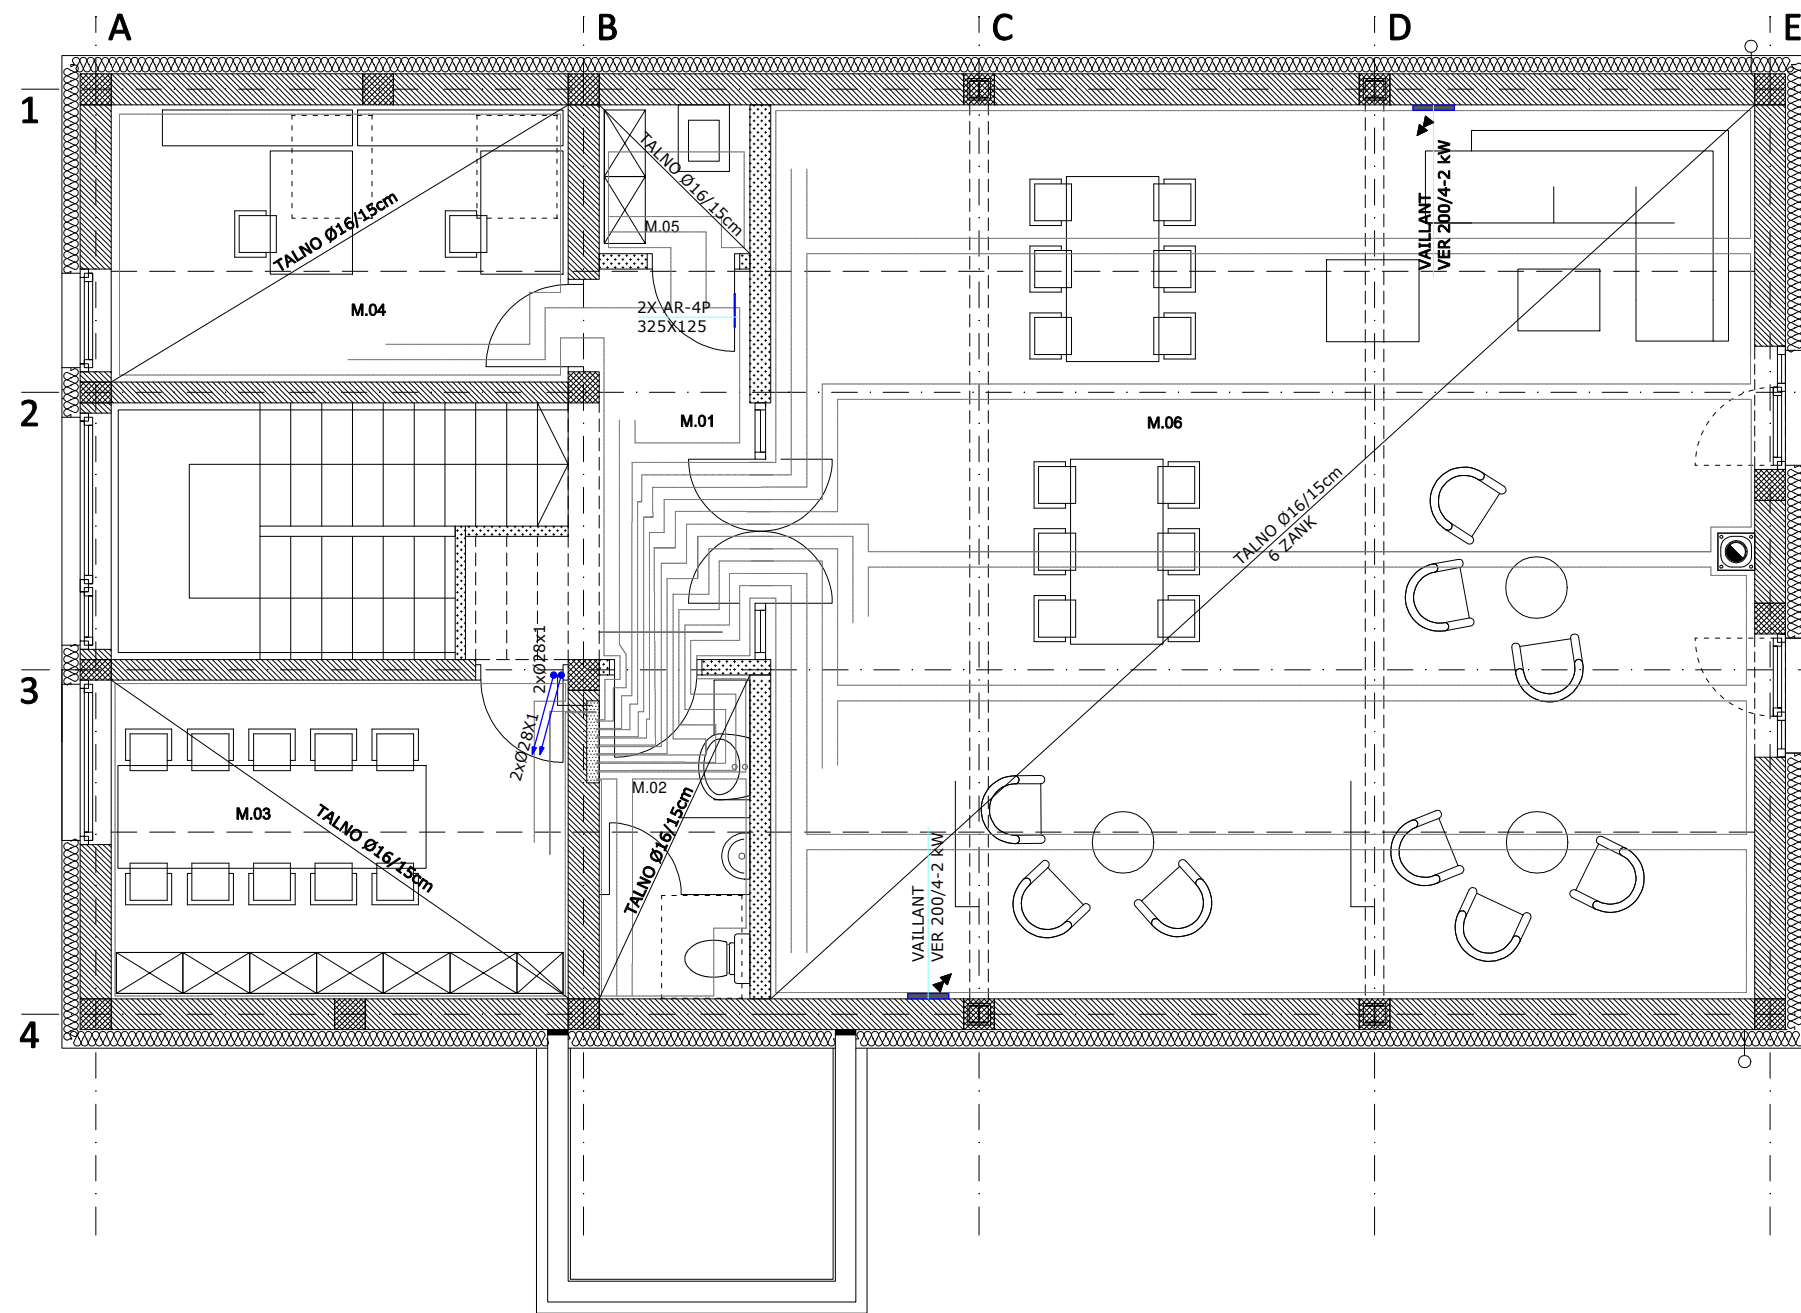 A
B
C
D
E
1
TALNO Ø16/15cm
M.05
VAILLANT
VER 200/4-2 kW
TALNO Ø16/15cm
M.04
2X AR-4P
325X125
2
M.01
M.06
TALNO Ø16/15cm
6 ZANK
2xØ28x1
3
2xØ28X1
M.02
M.03
TALNO Ø16/15cm
TALNO Ø16/15cm
VAILLANT
VER 200/4-2 kW
4